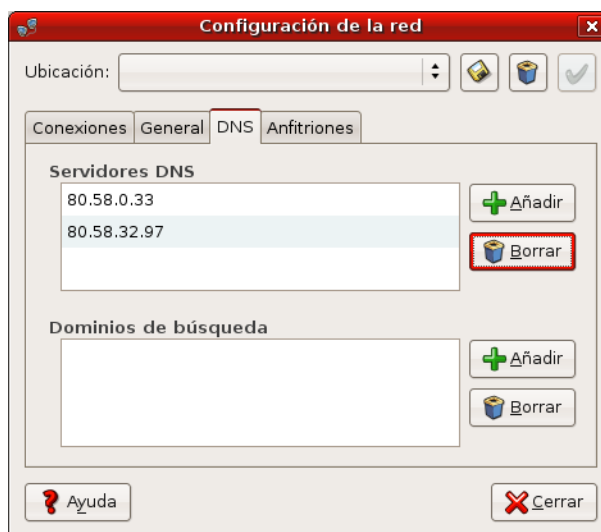 Configuración de la red
Ubicación:
Conexiones General DNS Anfitriones
Servidores DNS
80.58.0.33
80.58.32.97
Añadir
Borrar
Dominios de búsqueda
Añadir
Borrar
Ayuda
Cerrar